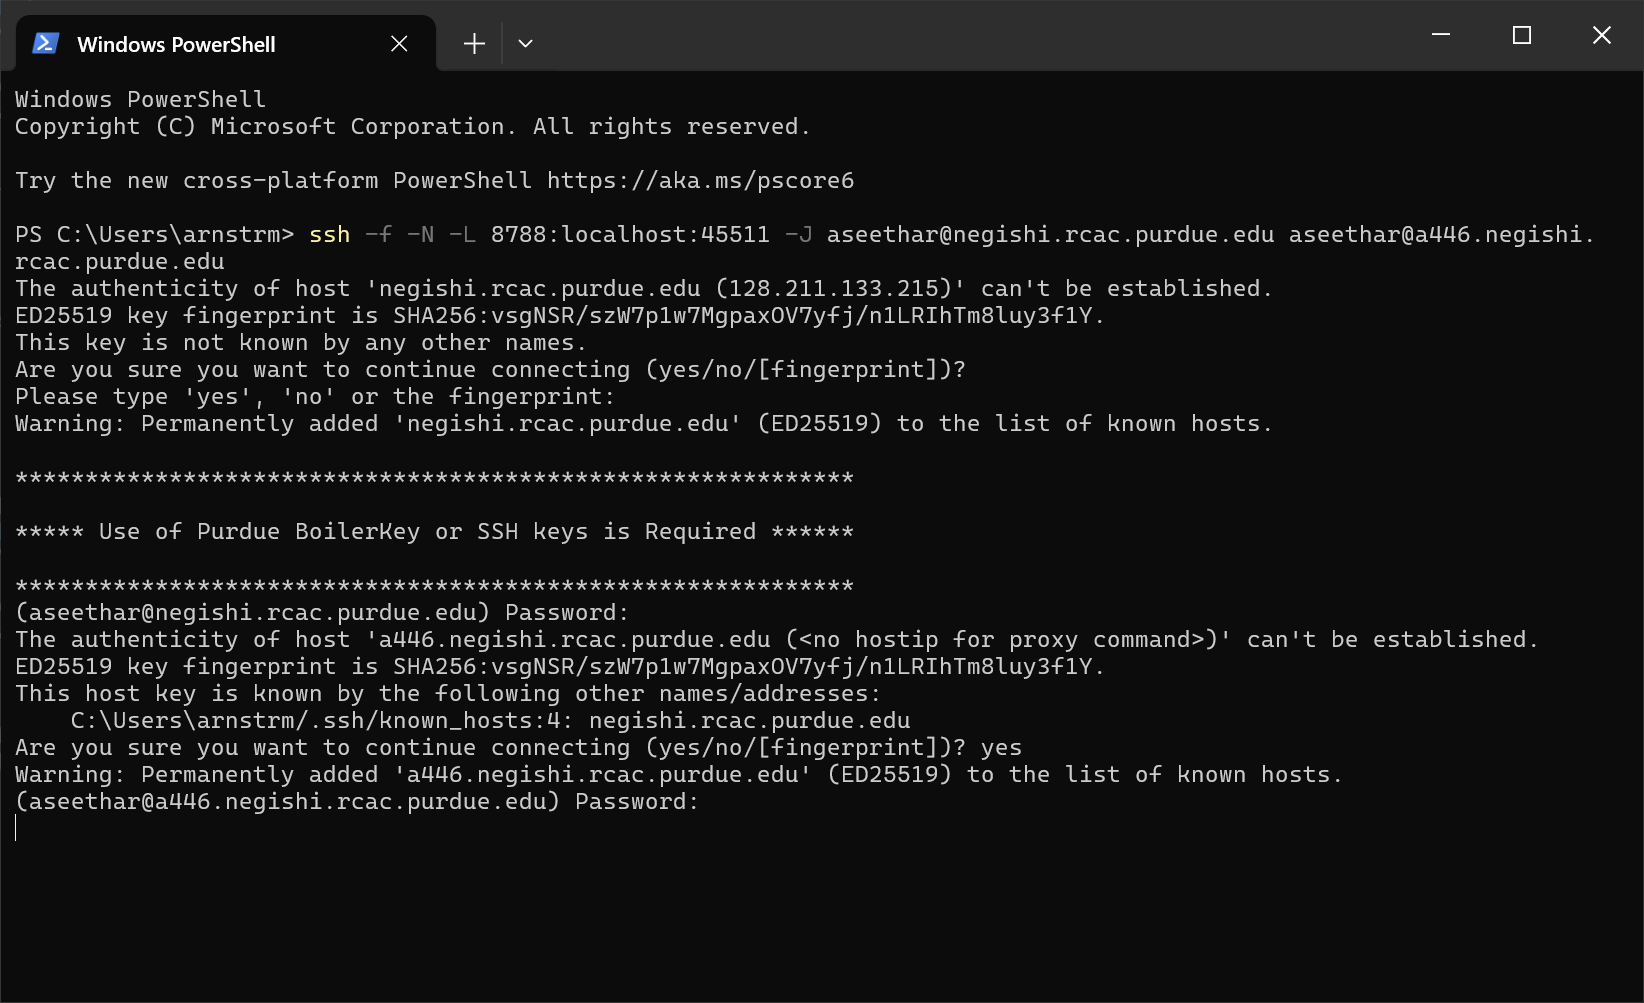 Windows PowerShell
Windows PowerShell
Copyright (C) Microsoft Corporation. All rights reserved.
Try the new cross-platform PowerShell https://aka.ms/pscore6
PS C:\Users\arnstrm> ssh -f -N -L 8788:localhost:45511 -J aseethar@negishi.rcac.purdue.edu aseethar@a446.negishi.
rcac.purdue.edu
The authenticity of host 'negishi.rcac.purdue.edu (128.211.133.215)' can't be established.
ED25519 key fingerprint is SHA256:vsgNSR/szW7p1w7MgpaxOV7yfj/n1LRIhTm8luy3f1Y.
This key is not known by any other names.
Are you sure you want to continue connecting (yes/no/[fingerprint])?
Please type 'yes', 'no' or the fingerprint:
Warning: Permanently added 'negishi.rcac.purdue.edu' (ED25519) to the list of known hosts.
************************************************************
***** Use of Purdue BoilerKey or SSH keys is Required ******
************************************************************
(aseethar@negishi.rcac.purdue.edu) Password:
The authenticity of host 'a446.negishi.rcac.purdue.edu (<no hostip for proxy command>)' can't be established.
ED25519 key fingerprint is SHA256:vsgNSR/szW7p1w7MgpaxOV7yfj/n1LRIhTm8luy3f1Y.
This host key is known by the following other names/addresses:
    C:\Users\arnstrm/.ssh/known_hosts:4: negishi.rcac.purdue.edu
Are you sure you want to continue connecting (yes/no/[fingerprint])? yes
Warning: Permanently added 'a446.negishi.rcac.purdue.edu' (ED25519) to the list of known hosts.
(aseethar@a446.negishi.rcac.purdue.edu) Password: